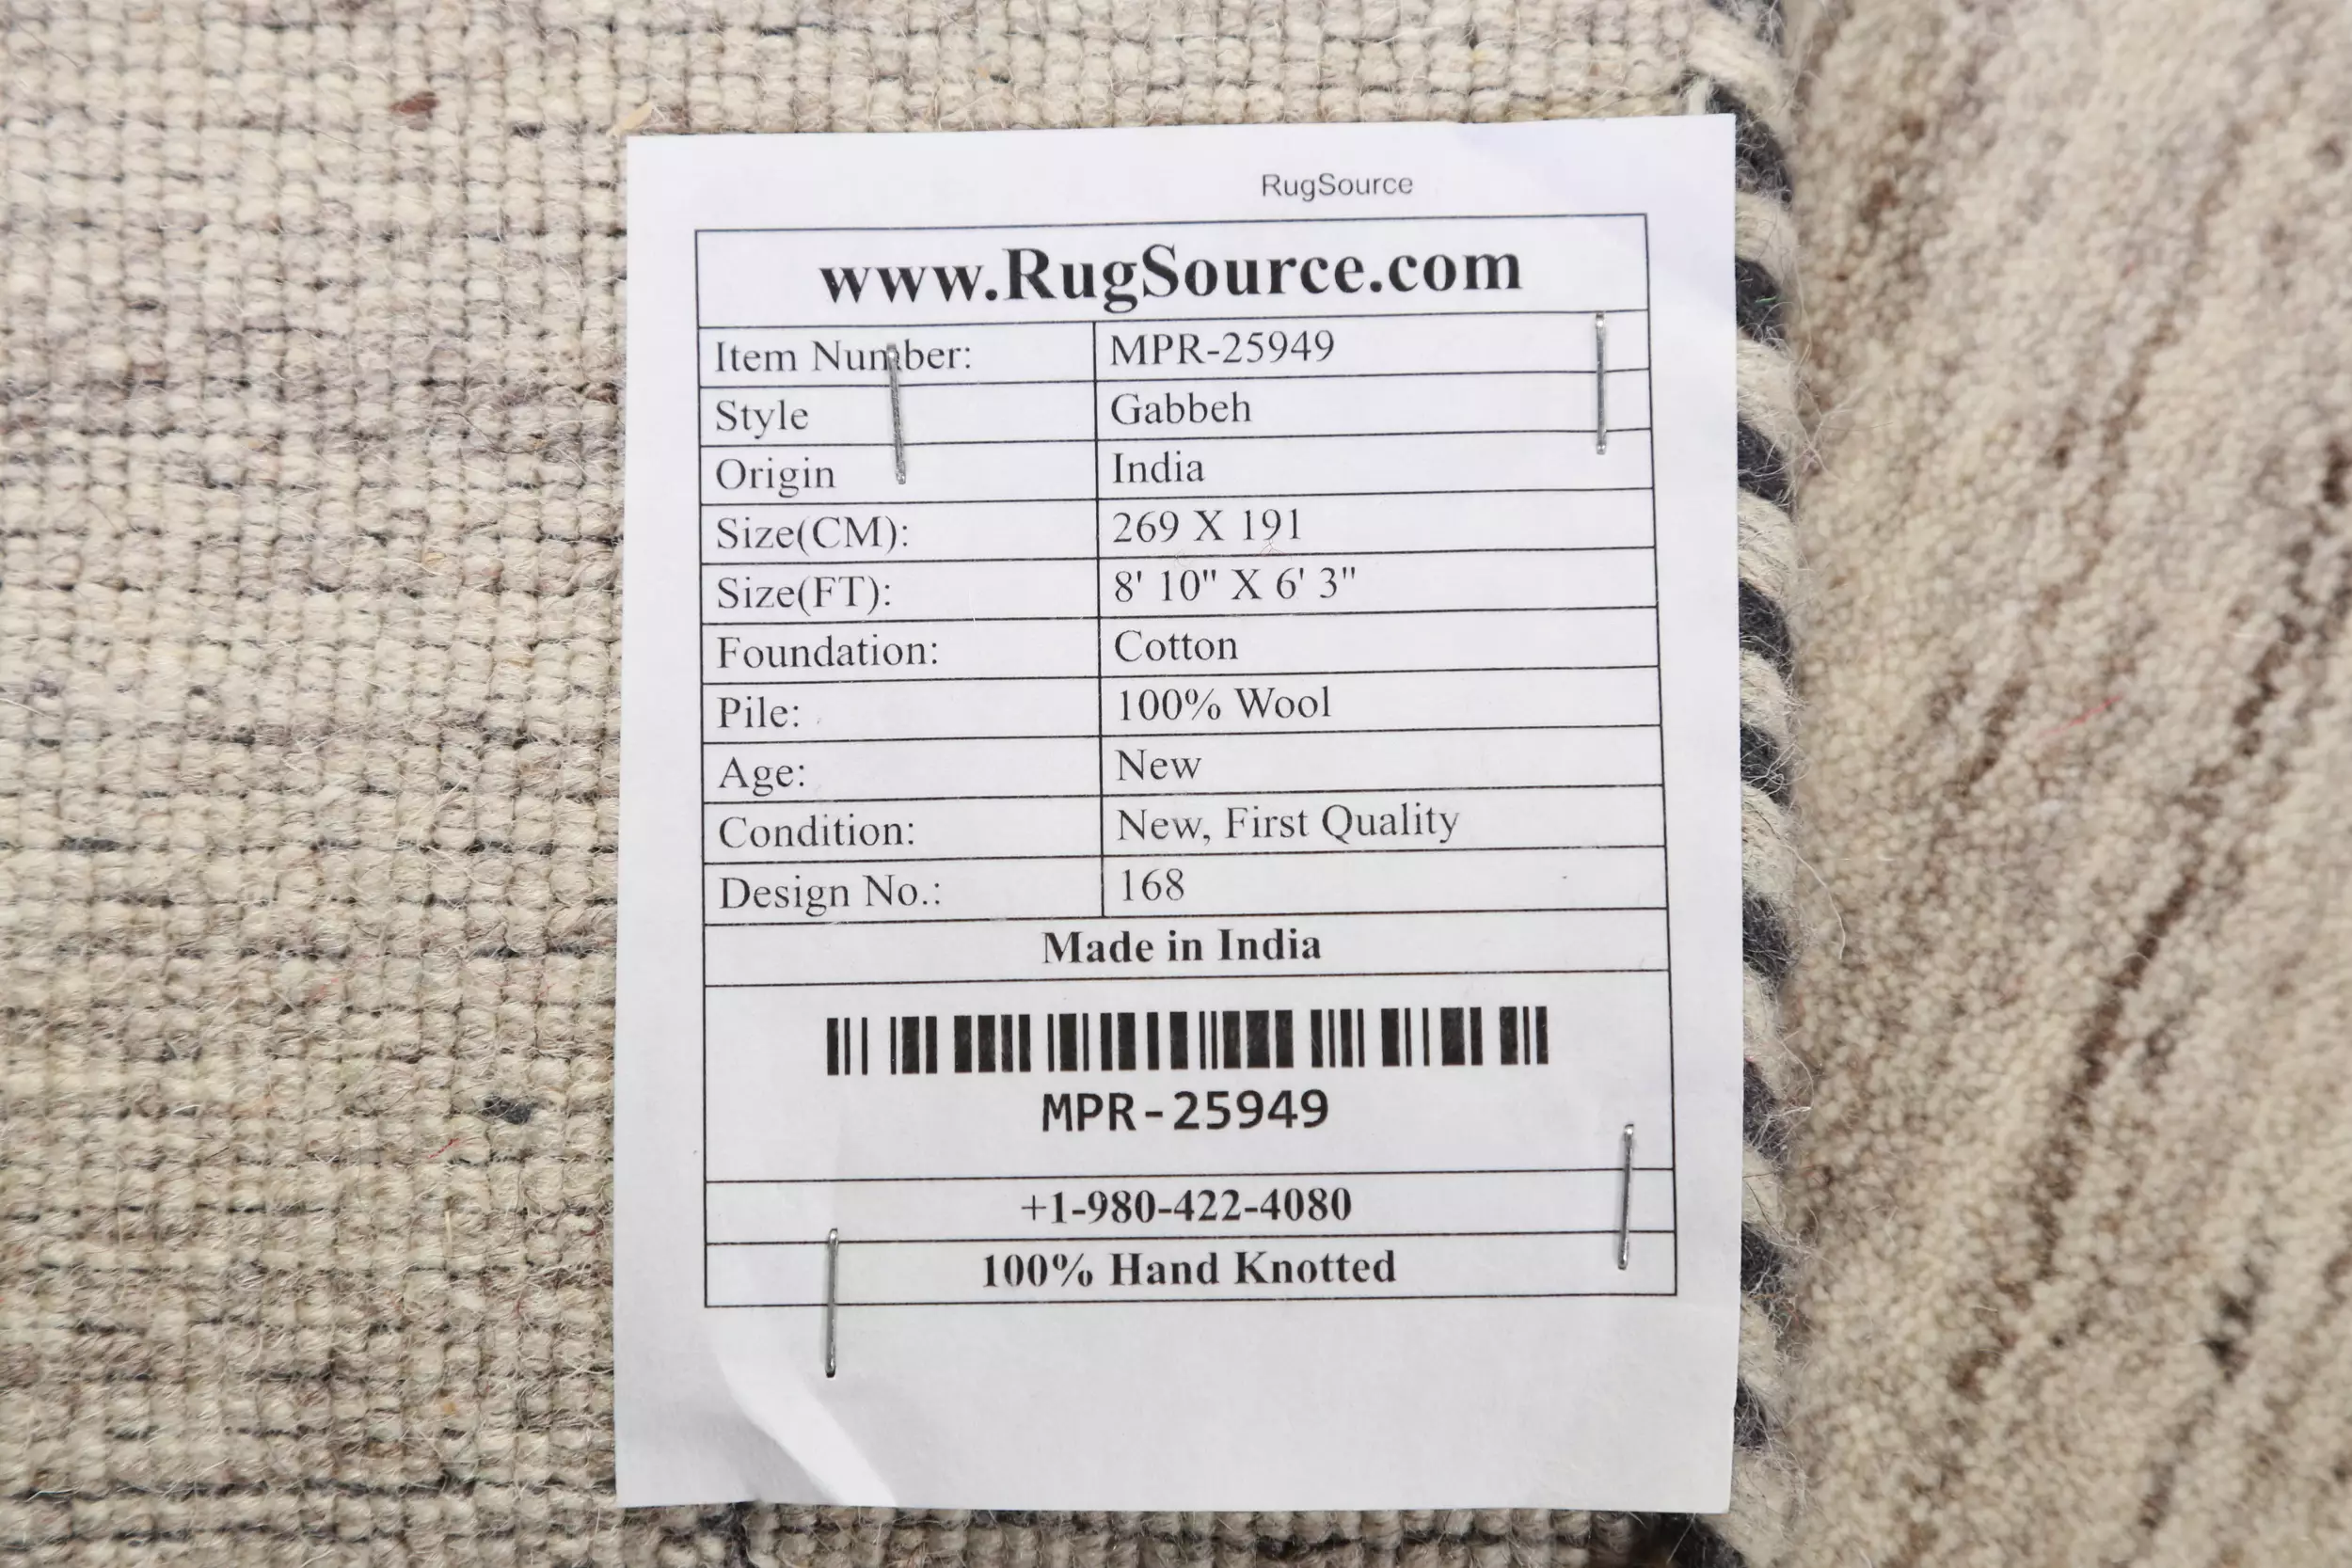 RugSource
www.RugSource.com
Item Number: MPR-25949
Style Gabbeh
Origin India
Size(CM): 269 X 191
Size(FT): 8' 10" X 6' 3"
Foundation: Cotton
Pile: 100% Wool
Age: New
Condition: New, First Quality
Design No.: 168
Made in India
MPR-25949
+1-980-422-4080
100% Hand Knotted